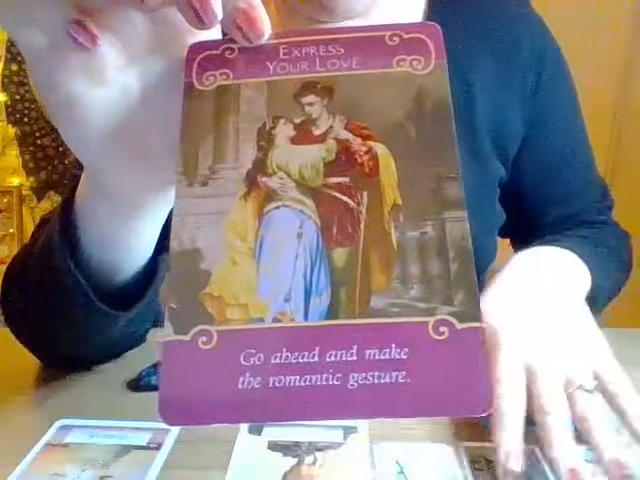 Express
Your Love
Go ahead and make
the romantic gesture.